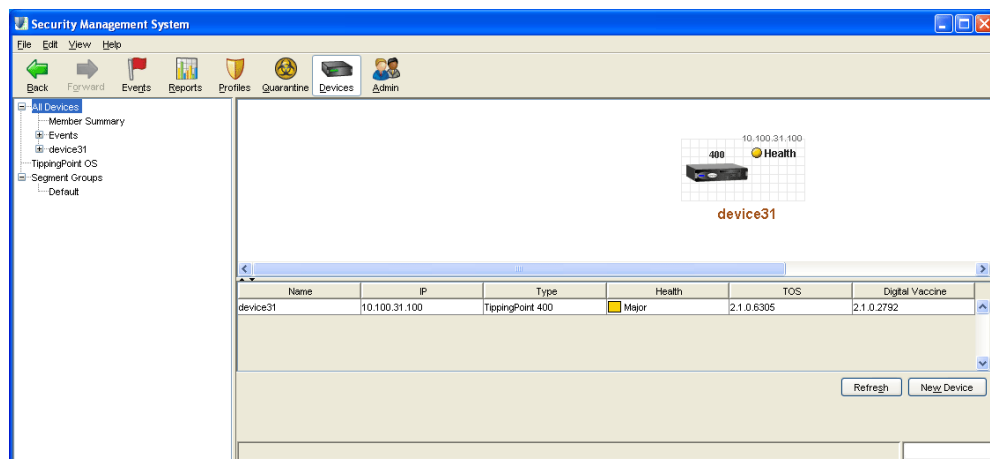 Security Management System
File Edit View Help
Back Forward Events Reports Profiles Quarantine Devices Admin
All Devices
Member Summary
Events
device31
TippingPoint OS
Segment Groups
Default
10.100.31.100
400 Health
device31
Name IP Type Health TOS Digital Vaccine
device31 10.100.31.100 TippingPoint 400 Major 2.1.0.6305 2.1.0.2792
Refresh New Device